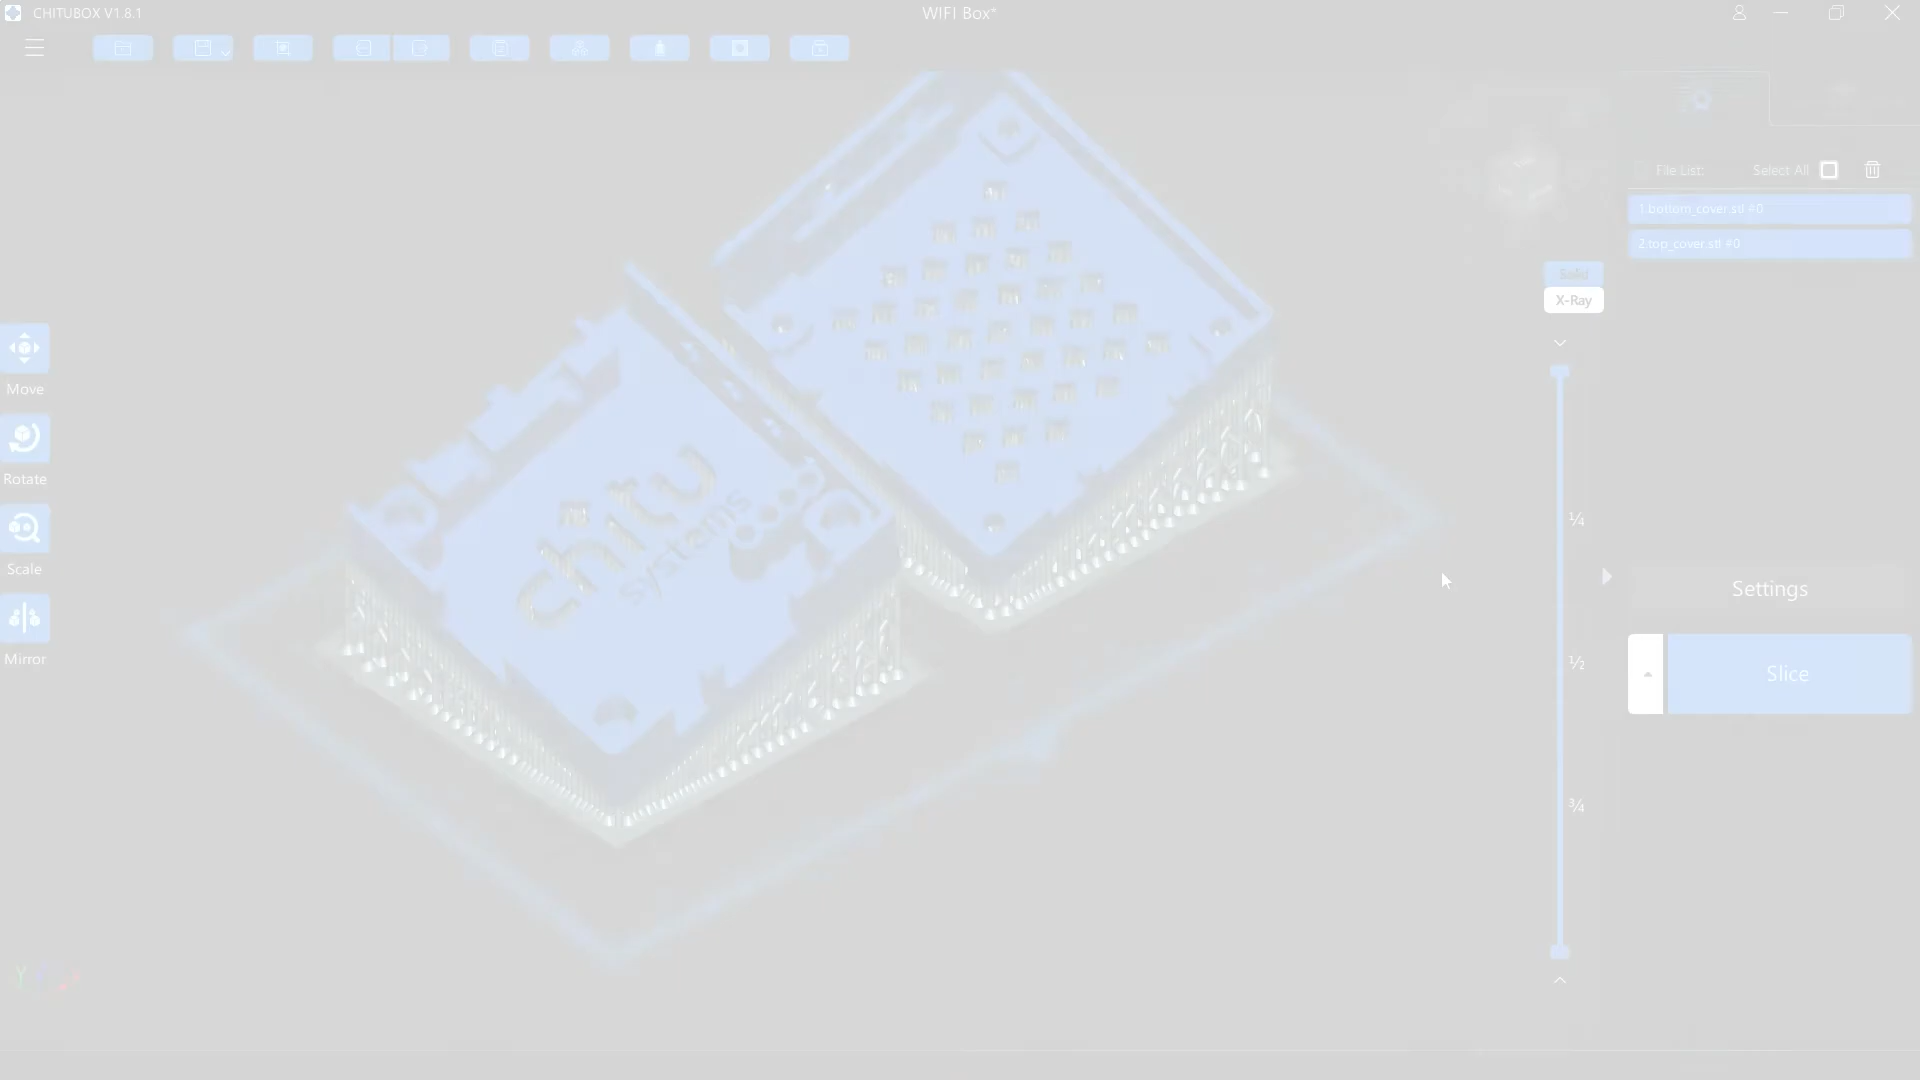 CHITUBOX V1.8.1
WIFI Box*
File List:
Select All
1.bottom_cover.stl #0
2.top_cover.stl #0
Solid
X-Ray
Move
Rotate
Scale
Mirror
chitu
systems
¼
½
¾
Settings
Slice
Y